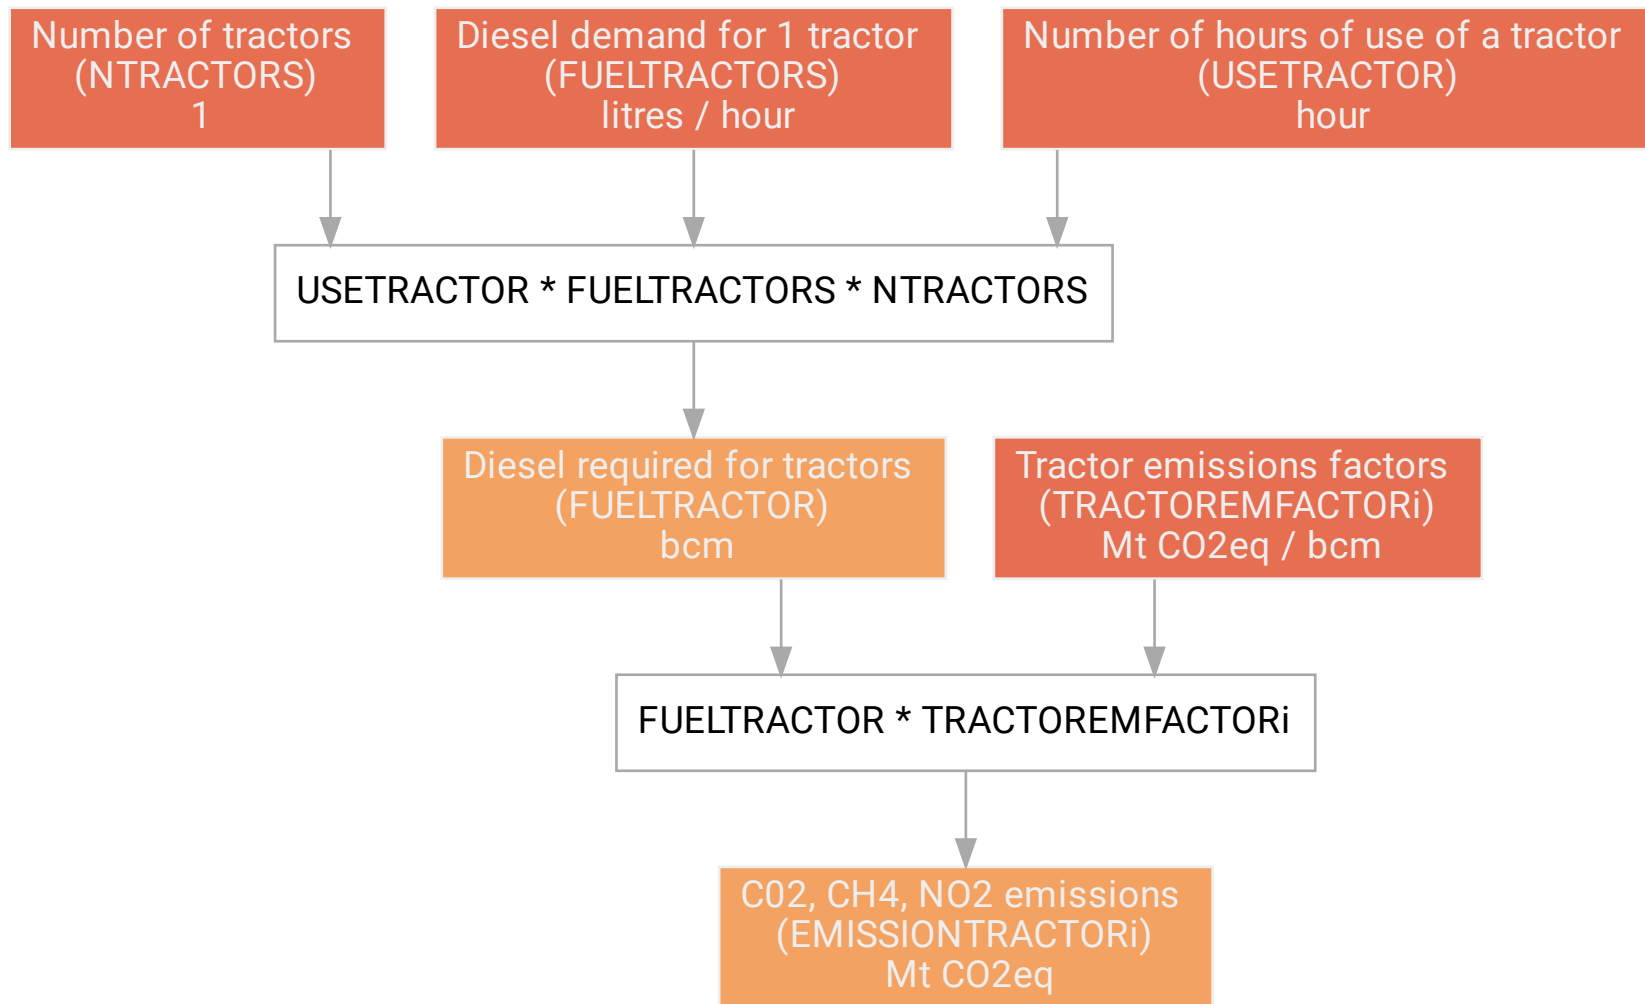 Number of tractors
(NTRACTORS)
1
Diesel demand for 1 tractor
(FUELTRACTORS)
litres / hour
Number of hours of use of a tractor
(USETRACTOR)
hour
USETRACTOR * FUELTRACTORS * NTRACTORS
Diesel required for tractors
(FUELTRACTOR)
bcm
Tractor emissions factors
(TRACTOREMFACTORi)
Mt CO2eq / bcm
FUELTRACTOR * TRACTOREMFACTORi
C02, CH4, NO2 emissions
(EMISSIONTRACTORi)
Mt CO2eq